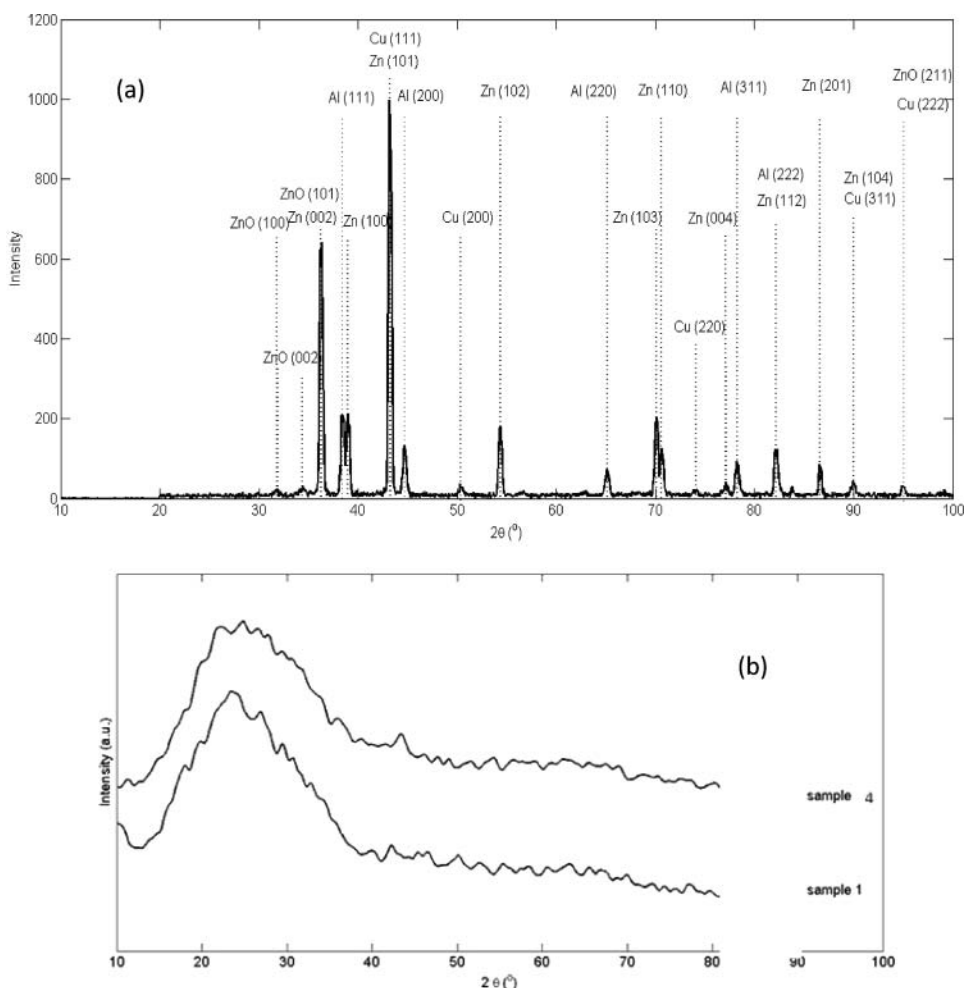 1200
Cu (111)
Zn (101)
ZnO (211)
(a)
Al (111)
Al (200)
Zn (102)
Al (220)
Zn (110)
Al (311)
Zn (201)
Cu (222)
1000
800
ZnO (101)
Al (222)
Zn (104)
ZnO (100)
Zn (002)
Zn (100)
Cu (200)
Zn (103)
Zn (004)
Zn (112)
Cu (311)
Intensity
600
400
ZnO (002)
Cu (220)
200
0
10 20 30 40 50 60 70 80 90 100
2θ (°)
(b)
Intensity (a.u.)
sample 4
sample 1
10 20 30 40 50 60 70 80 90 100
2 θ (°)